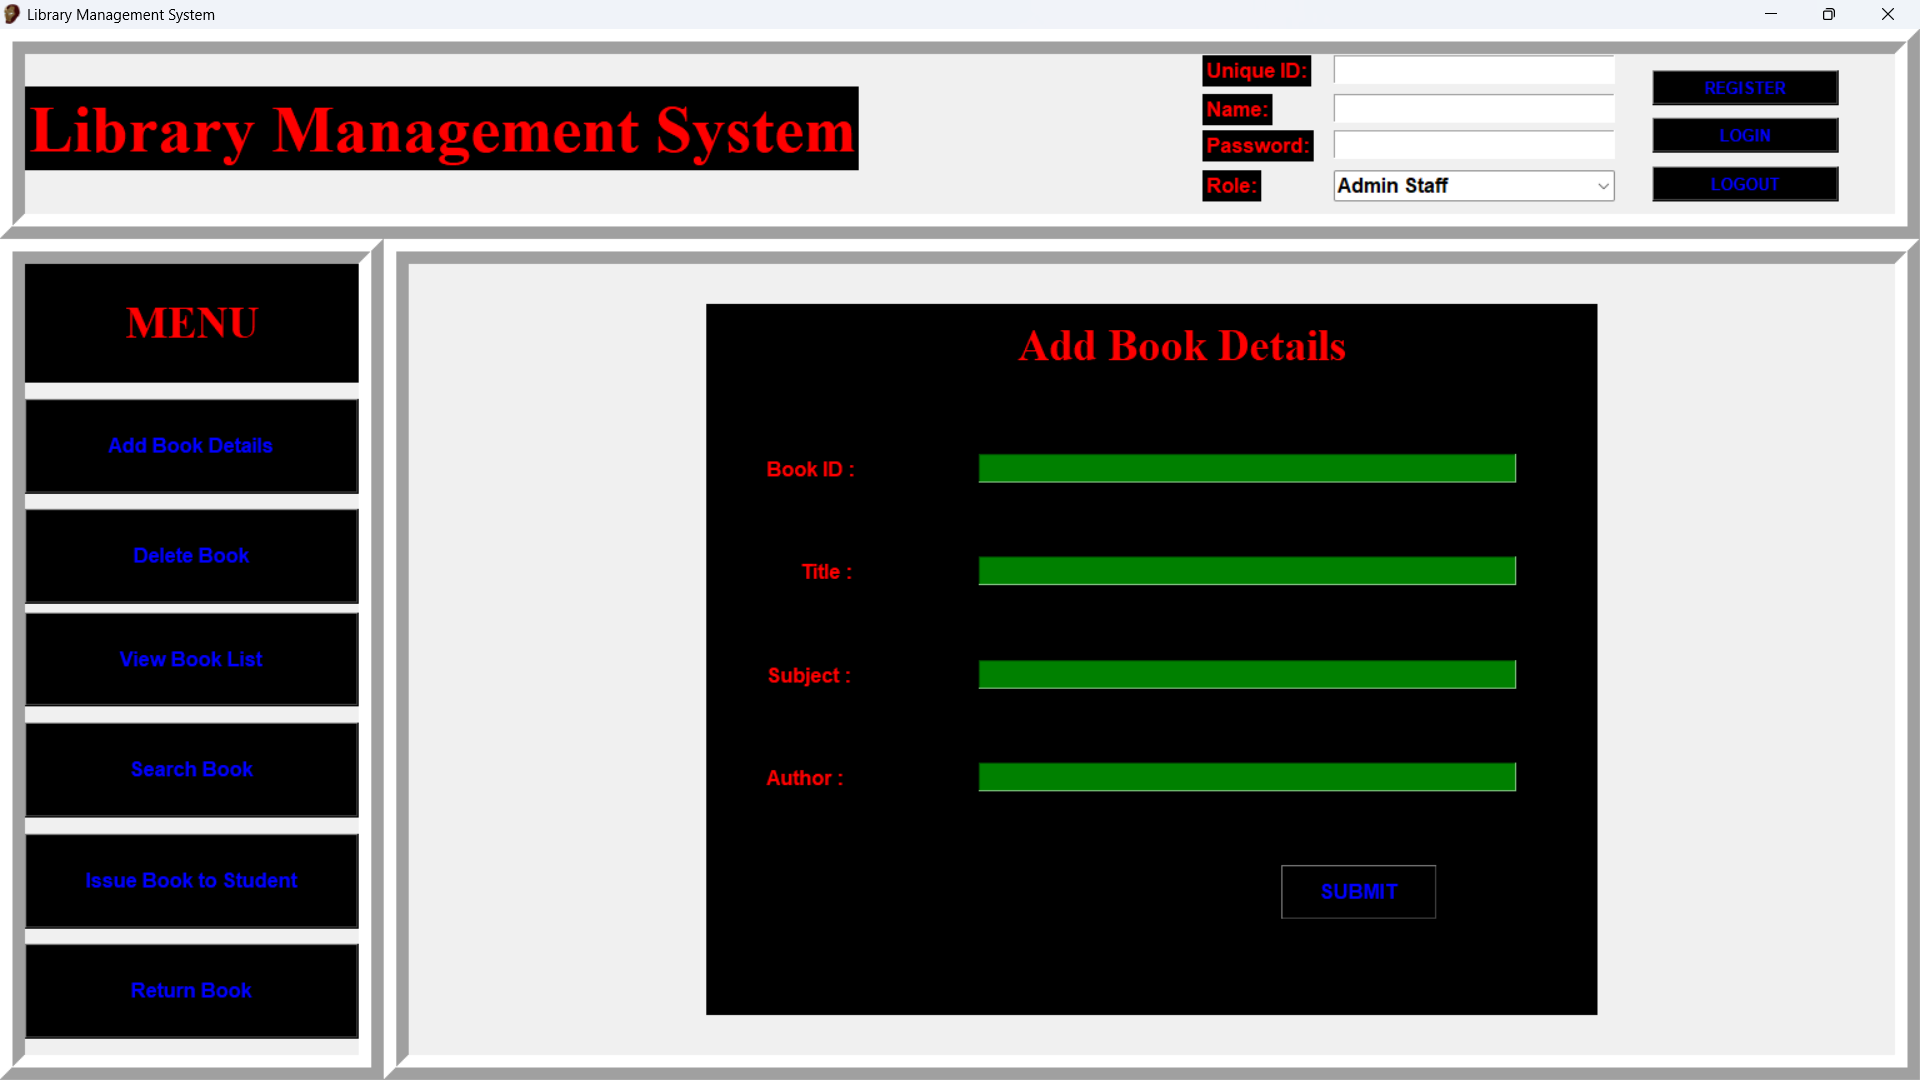 Library Management System
Library Management System
Unique ID:
Name:
Password:
Role:
Admin Staff
REGISTER
LOGIN
LOGOUT
MENU
Add Book Details
Delete Book
View Book List
Search Book
Issue Book to Student
Return Book
Add Book Details
Book ID :
Title :
Subject :
Author :
SUBMIT